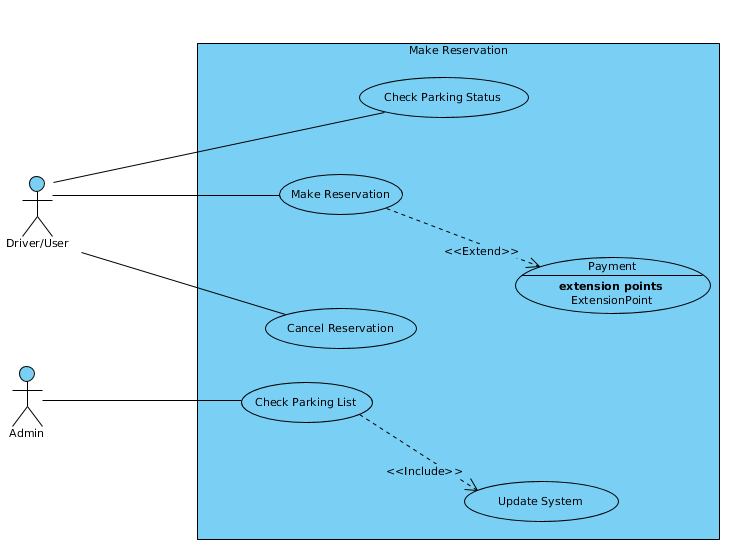 Make Reservation
Check Parking Status
Make Reservation
Driver/User
<<Extend>>
Payment
extension points
ExtensionPoint
Cancel Reservation
Check Parking List
Admin
<<Include>>
Update System